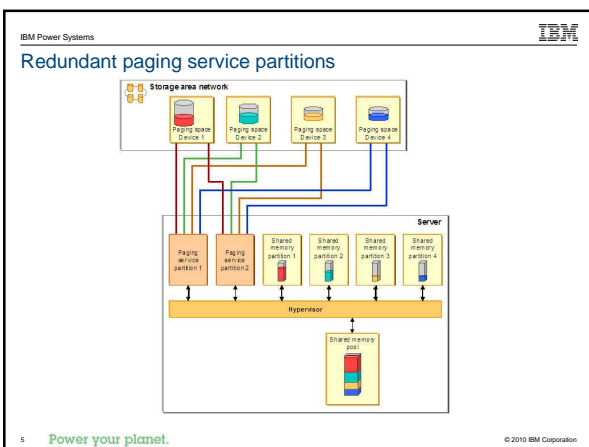 IBM Power Systems
IBM
Redundant paging service partitions
Storage area network
Paging space
Device 1
Paging space
Device 2
Paging space
Device 3
Paging space
Device 4
Server
Paging
service
partition 1
Paging
service
partition 2
Shared
memory
partition 1
Shared
memory
partition 2
Shared
memory
partition 3
Shared
memory
partition 4
Hypervisor
Shared memory
pool
5
Power your planet.
© 2010 IBM Corporation